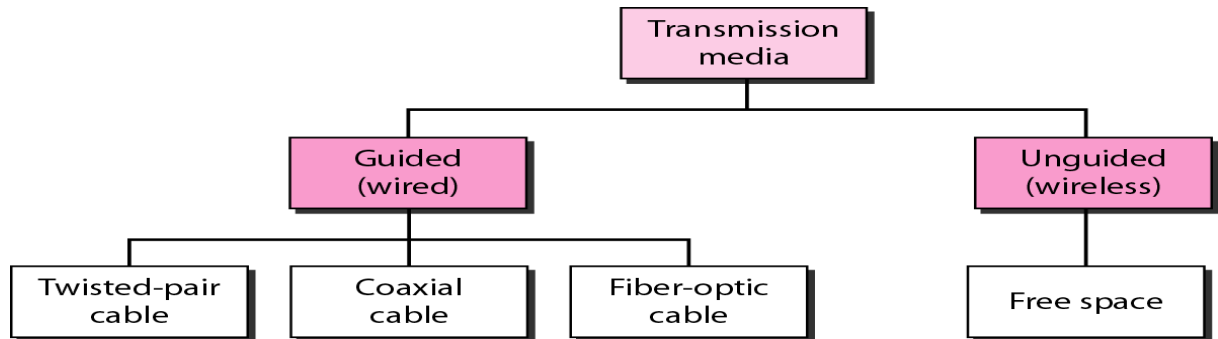 Transmission
media
Guided
(wired)
Unguided
(wireless)
Twisted-pair
cable
Coaxial
cable
Fiber-optic
cable
Free space